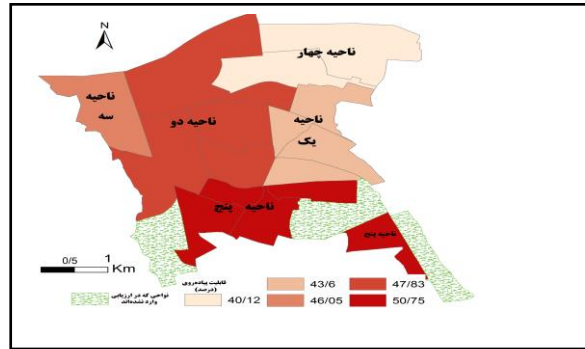 N
ناحیه چهار
ناحیه
سه
ناحیه دو
ناحیه
یک
ناحیه پنج
ناحیه پنج
0/5 1
Km
قابلیت پیاده‌روی
(درصد)
43/6
47/83
40/12
46/05
50/75
نواحی که در ارزیابی
وارد نشده‌اند